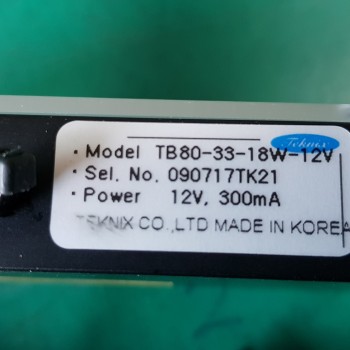 Teknix
· Model TB80-33-18W-12V
· Sel. No. 090717TK21
· Power 12V, 300mA
TEKNIX CO.,LTD MADE IN KOREA